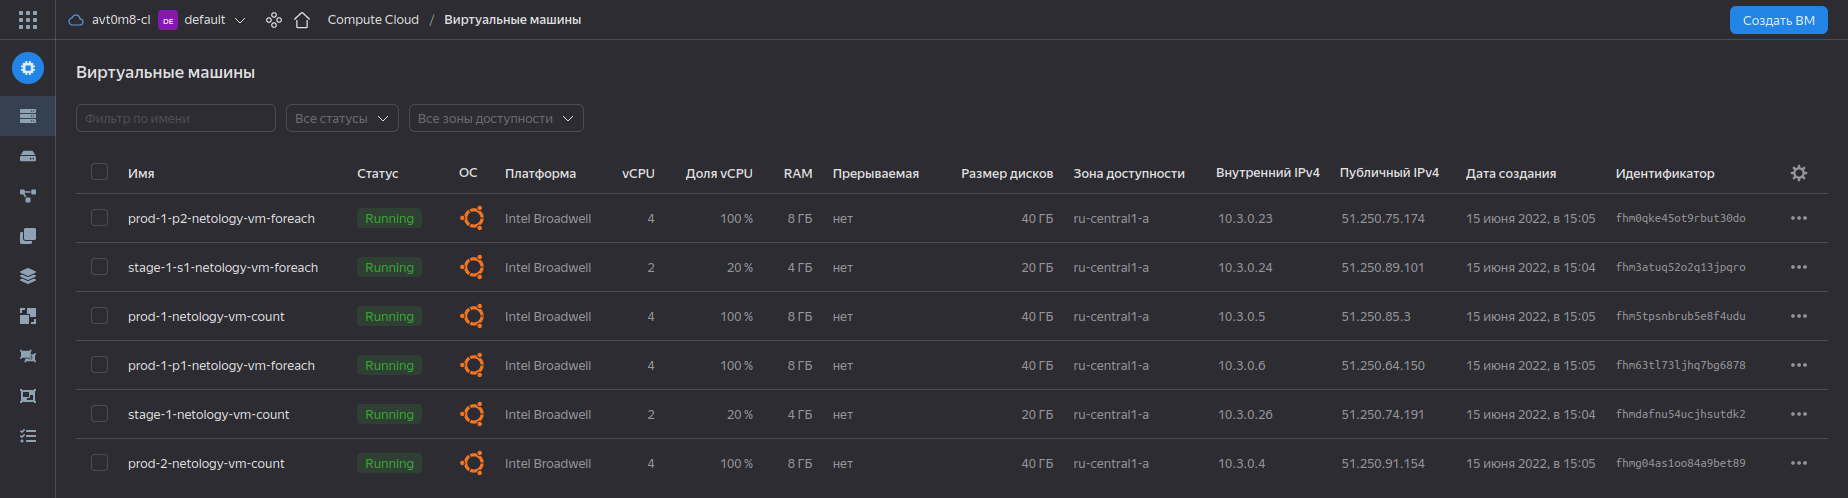 avt0m8-cl DE default Compute Cloud / Виртуальные машины Создать ВМ
Виртуальные машины
Фильтр по имени Все статусы Все зоны доступности
Имя Статус ОС Платформа vCPU Доля vCPU RAM Прерываемая Размер дисков Зона доступности Внутренний IPv4 Публичный IPv4 Дата создания Идентификатор
prod-1-p2-netology-vm-foreach Running Intel Broadwell 4 100 % 8 ГБ нет 40 ГБ ru-central1-a 10.3.0.23 51.250.75.174 15 июня 2022, в 15:05 fhm0qke45ot9rbut30do
stage-1-s1-netology-vm-foreach Running Intel Broadwell 2 20 % 4 ГБ нет 20 ГБ ru-central1-a 10.3.0.24 51.250.89.101 15 июня 2022, в 15:04 fhm3atuq52o2q13jpqro
prod-1-netology-vm-count Running Intel Broadwell 4 100 % 8 ГБ нет 40 ГБ ru-central1-a 10.3.0.5 51.250.85.3 15 июня 2022, в 15:05 fhm5tpsnbrub5e8f4udu
prod-1-p1-netology-vm-foreach Running Intel Broadwell 4 100 % 8 ГБ нет 40 ГБ ru-central1-a 10.3.0.6 51.250.64.150 15 июня 2022, в 15:05 fhm63tl73ljhq7bg6878
stage-1-netology-vm-count Running Intel Broadwell 2 20 % 4 ГБ нет 20 ГБ ru-central1-a 10.3.0.26 51.250.74.191 15 июня 2022, в 15:04 fhmdafnu54ucjhsutdk2
prod-2-netology-vm-count Running Intel Broadwell 4 100 % 8 ГБ нет 40 ГБ ru-central1-a 10.3.0.4 51.250.91.154 15 июня 2022, в 15:05 fhmg04as1oo84a9bet89